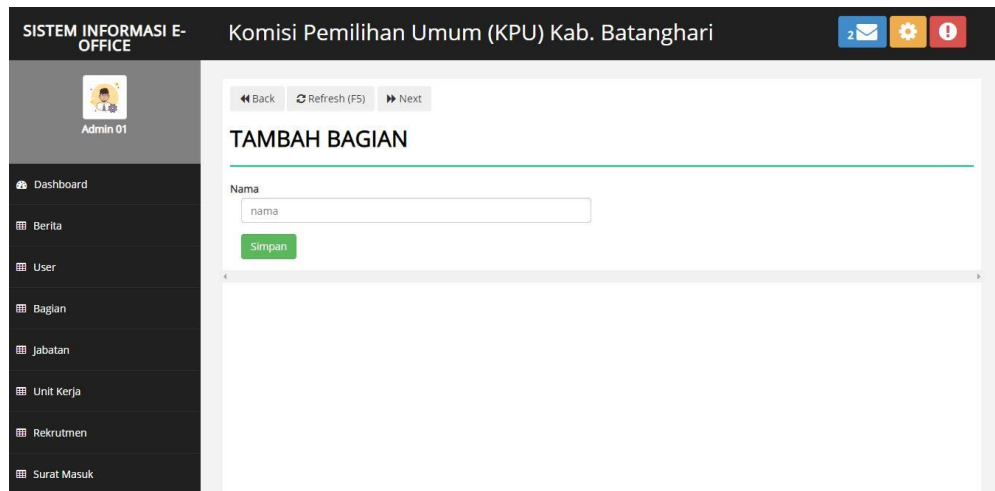 SISTEM INFORMASI E-
OFFICE
Komisi Pemilihan Umum (KPU) Kab. Batanghari
2
Admin 01
Back Refresh (F5) Next
TAMBAH BAGIAN
Dashboard
Berita
User
Bagian
Jabatan
Unit Kerja
Rekrutmen
Surat Masuk
Nama
nama
Simpan